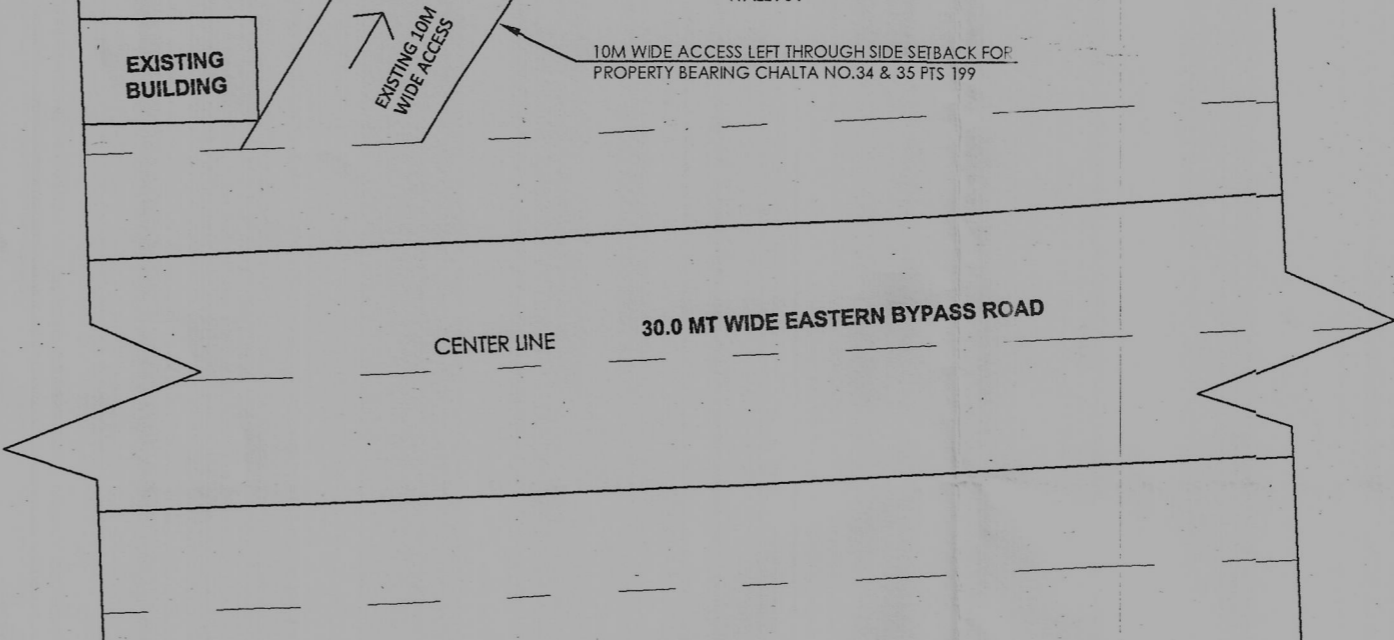 EXISTING
BUILDING
EXISTING 10M
WIDE ACCESS
10M WIDE ACCESS LEFT THROUGH SIDE SETBACK FOR
PROPERTY BEARING CHALTA NO.34 & 35 PTS 199
CENTER LINE
30.0 MT WIDE EASTERN BYPASS ROAD